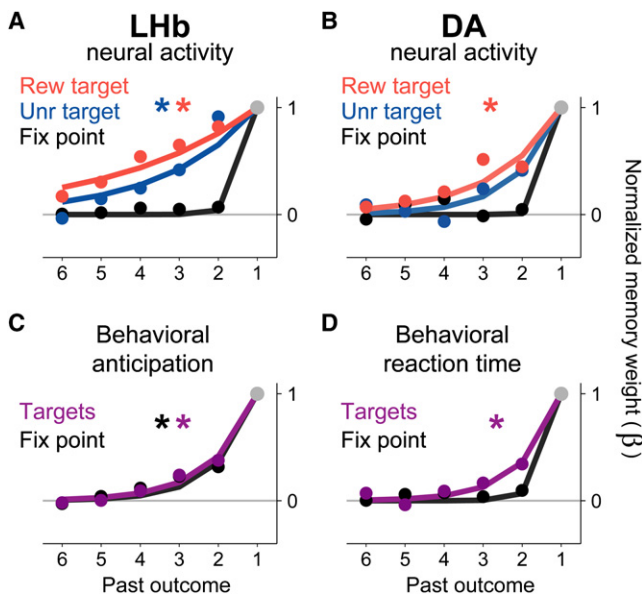 A
LHb
neural activity
Rew target
Unr target
Fix point
* *
6 5 4 3 2 1
1
0
B
DA
neural activity
Rew target
Unr target
Fix point
*
6 5 4 3 2 1
1
0
C
Behavioral
anticipation
Targets
Fix point
* *
6 5 4 3 2 1
Past outcome
1
0
D
Behavioral
reaction time
Targets
Fix point
*
6 5 4 3 2 1
Past outcome
1
0
Normalized memory weight (β)